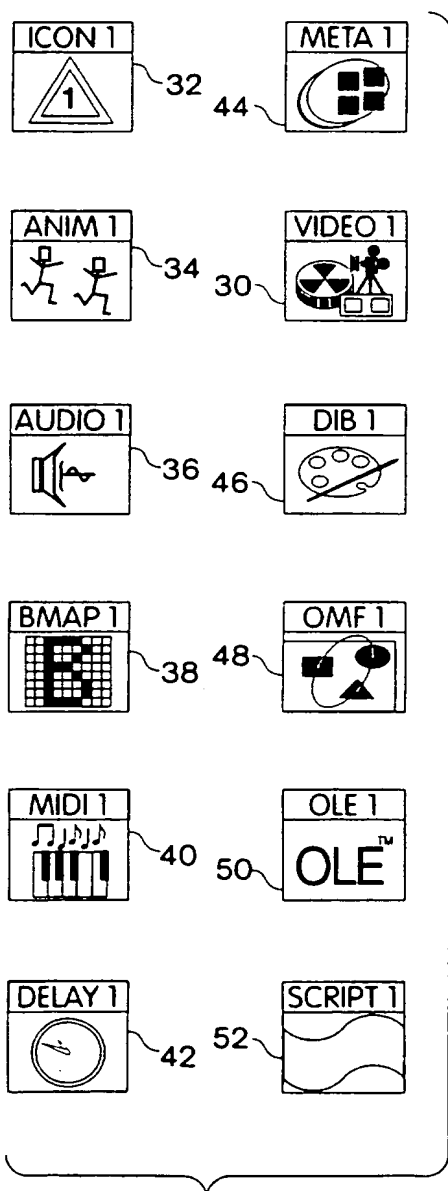 ICON 1
1
32
META 1
44
ANIM 1
34
VIDEO 1
30
AUDIO 1
36
DIB 1
46
BMAP 1
B
38
OMF 1
48
MIDI 1
40
OLE 1
OLE™
50
DELAY 1
42
SCRIPT 1
52